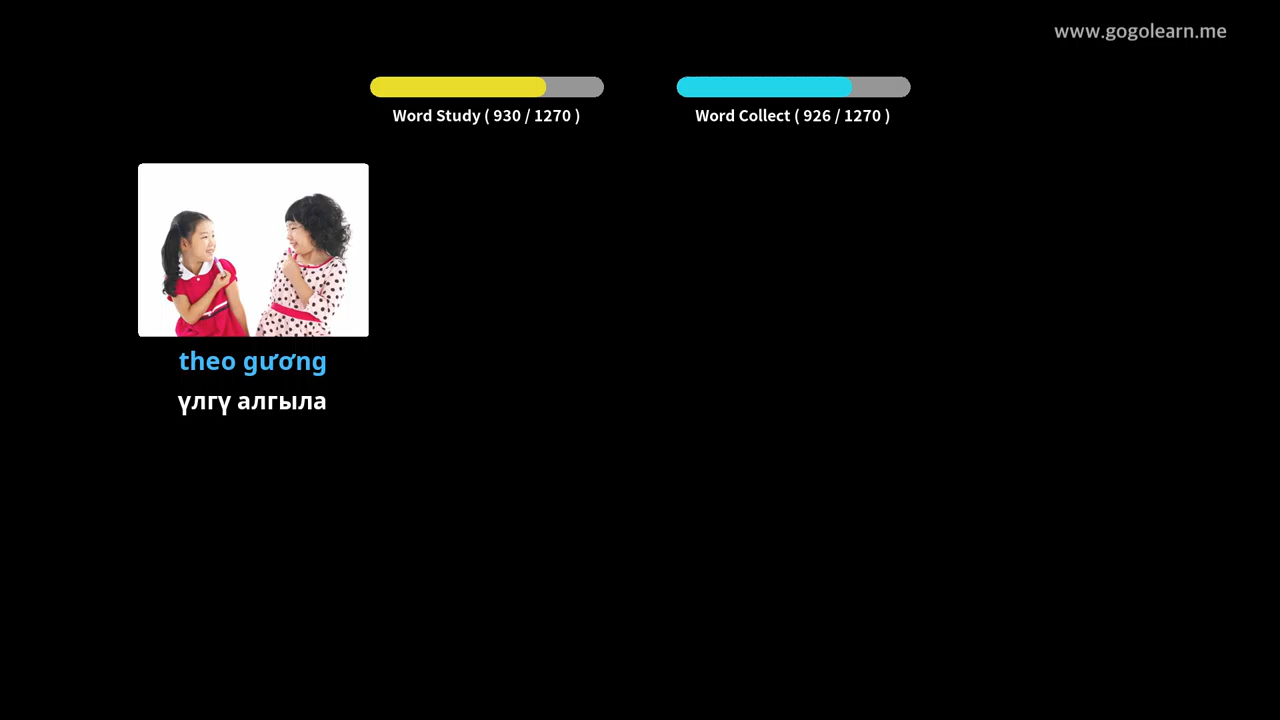 www.gogolearn.me
Word Study ( 930 / 1270 )
Word Collect ( 926 / 1270 )
theo gương
үлгү алгыла